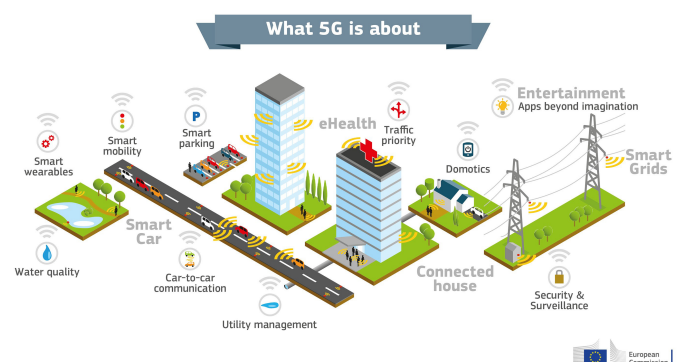 What 5G is about
Entertainment
Apps beyond imagination
P
eHealth
Traffic
priority
Smart
mobility
Smart
parking
Smart
wearables
Domotics
Smart
Grids
Smart
Car
Water quality
Car-to-car
communication
Connected
house
Security &
Surveillance
Utility management
European